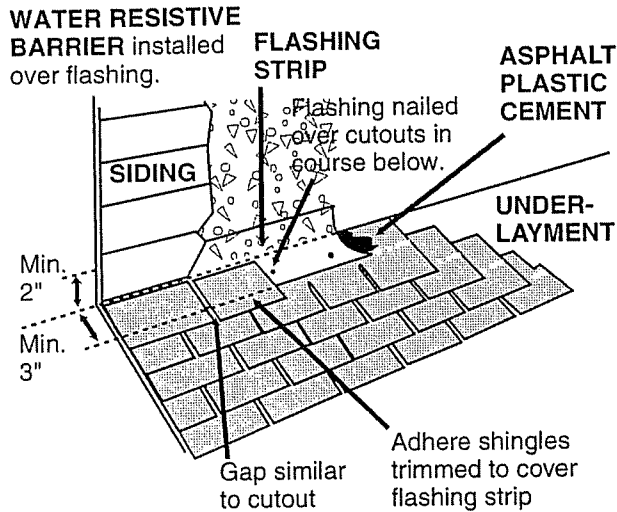 WATER RESISTIVE
BARRIER installed
over flashing.
FLASHING
STRIP
ASPHALT
PLASTIC
CEMENT
Flashing nailed
over cutouts in
course below.
SIDING
UNDER-
LAYMENT
Min.
2"
Min.
3"
Gap similar
to cutout
Adhere shingles
trimmed to cover
flashing strip